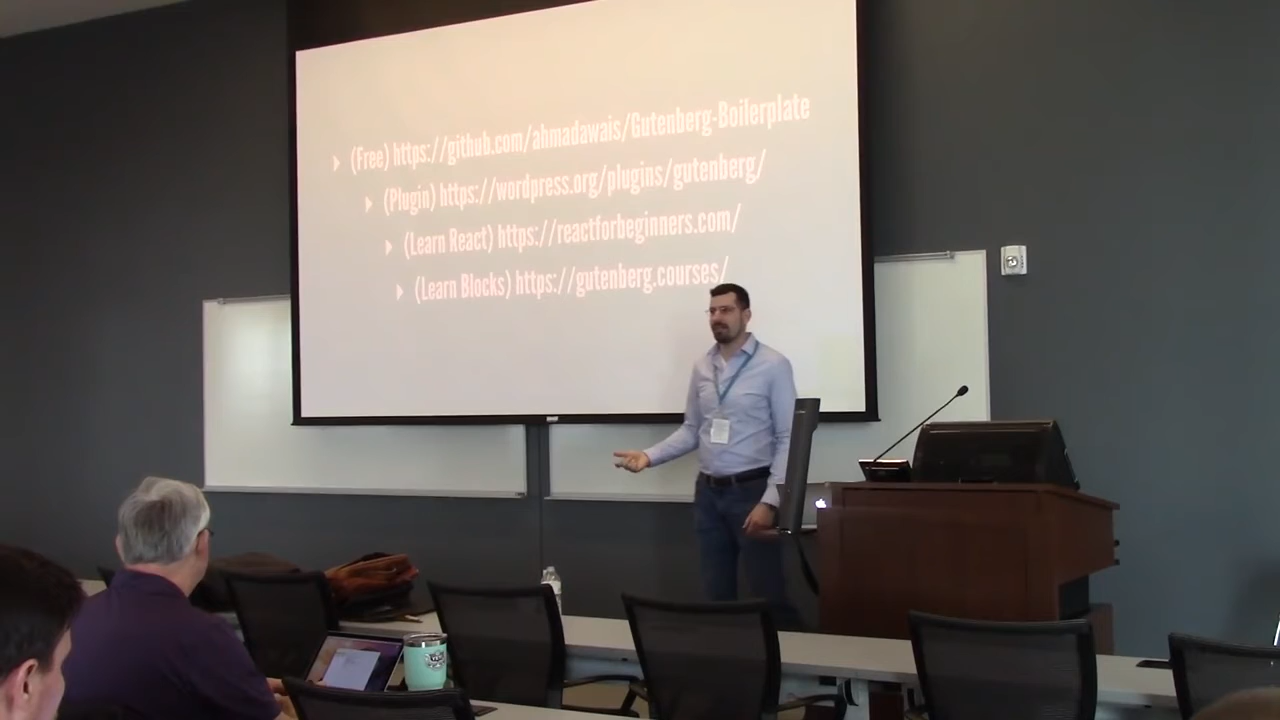 (Free) https://github.com/ahmadawais/Gutenberg-Boilerplate
(Plugin) https://wordpress.org/plugins/gutenberg/
(Learn React) https://reactforbeginners.com/
(Learn Blocks) https://gutenberg.courses/